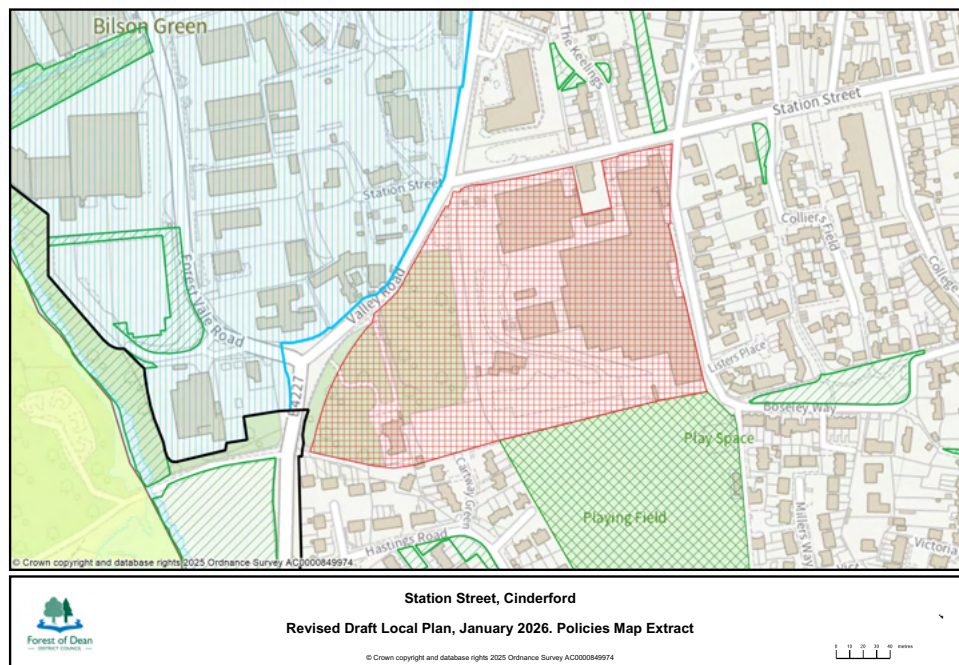 Bilson Green
The Keelings
Station Street
Station Street
Collier's Field
College
Forest Vale Road
Valley Road
Listers Place
B4227
Boseley Way
Play Space
Cartway Green
Playing Field
Millers Way
Hastings Road
Victoria
© Crown copyright and database rights 2025 Ordnance Survey AC0000849974
Station Street, Cinderford
Revised Draft Local Plan, January 2026. Policies Map Extract
Forest of Dean
DISTRICT COUNCIL
© Crown copyright and database rights 2025 Ordnance Survey AC0000849974
0 10 20 30 40 metres